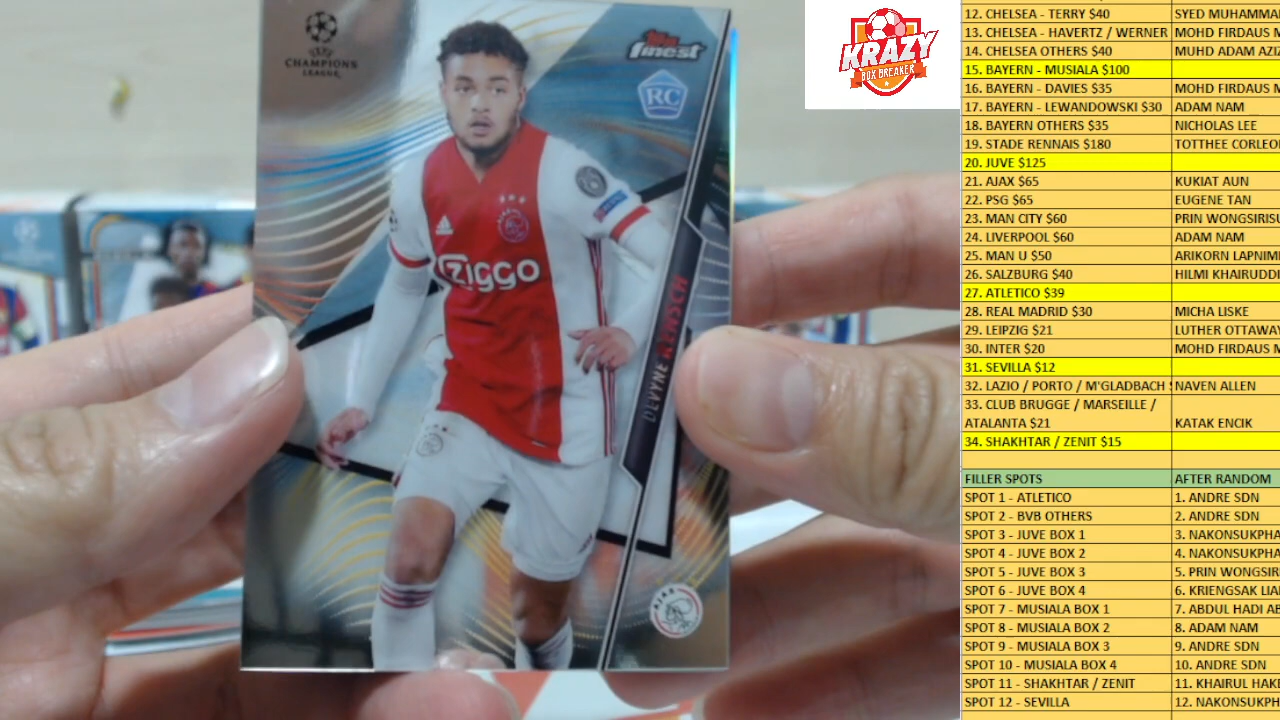 UEFA
CHAMPIONS
LEAGUE
Topps
finest
RC
Ziggo
DEVYNE RENSCH
AJAX
KRAZY
BOX BREAKER
12. CHELSEA - TERRY $40 SYED MUHAMMA
13. CHELSEA - HAVERTZ / WERNER MOHD FIRDAUS M
14. CHELSEA OTHERS $40 MUHD ADAM AZI
15. BAYERN - MUSIALA $100
16. BAYERN - DAVIES $35 MOHD FIRDAUS M
17. BAYERN - LEWANDOWSKI $30 ADAM NAM
18. BAYERN OTHERS $35 NICHOLAS LEE
19. STADE RENNAIS $180 TOTTHEE CORLEO
20. JUVE $125
21. AJAX $65 KUKIAT AUN
22. PSG $65 EUGENE TAN
23. MAN CITY $60 PRIN WONGSIRISU
24. LIVERPOOL $60 ADAM NAM
25. MAN U $50 ARIKORN LAPNIM
26. SALZBURG $40 HILMI KHAIRUDDI
27. ATLETICO $39
28. REAL MADRID $30 MICHA LISKE
29. LEIPZIG $21 LUTHER OTTAWAY
30. INTER $20 MOHD FIRDAUS M
31. SEVILLA $12
32. LAZIO / PORTO / M'GLADBACH NAVEN ALLEN
33. CLUB BRUGGE / MARSEILLE /
ATALANTA $21 KATAK ENCIK
34. SHAKHTAR / ZENIT $15
FILLER SPOTS AFTER RANDOM
SPOT 1 - ATLETICO 1. ANDRE SDN
SPOT 2 - BVB OTHERS 2. ANDRE SDN
SPOT 3 - JUVE BOX 1 3. NAKONSUKPHA
SPOT 4 - JUVE BOX 2 4. NAKONSUKPHA
SPOT 5 - JUVE BOX 3 5. PRIN WONGSIR
SPOT 6 - JUVE BOX 4 6. KRIENGSAK LIA
SPOT 7 - MUSIALA BOX 1 7. ABDUL HADI AB
SPOT 8 - MUSIALA BOX 2 8. ADAM NAM
SPOT 9 - MUSIALA BOX 3 9. ANDRE SDN
SPOT 10 - MUSIALA BOX 4 10. ANDRE SDN
SPOT 11 - SHAKHTAR / ZENIT 11. KHAIRUL HAK
SPOT 12 - SEVILLA 12. NAKONSUKPH